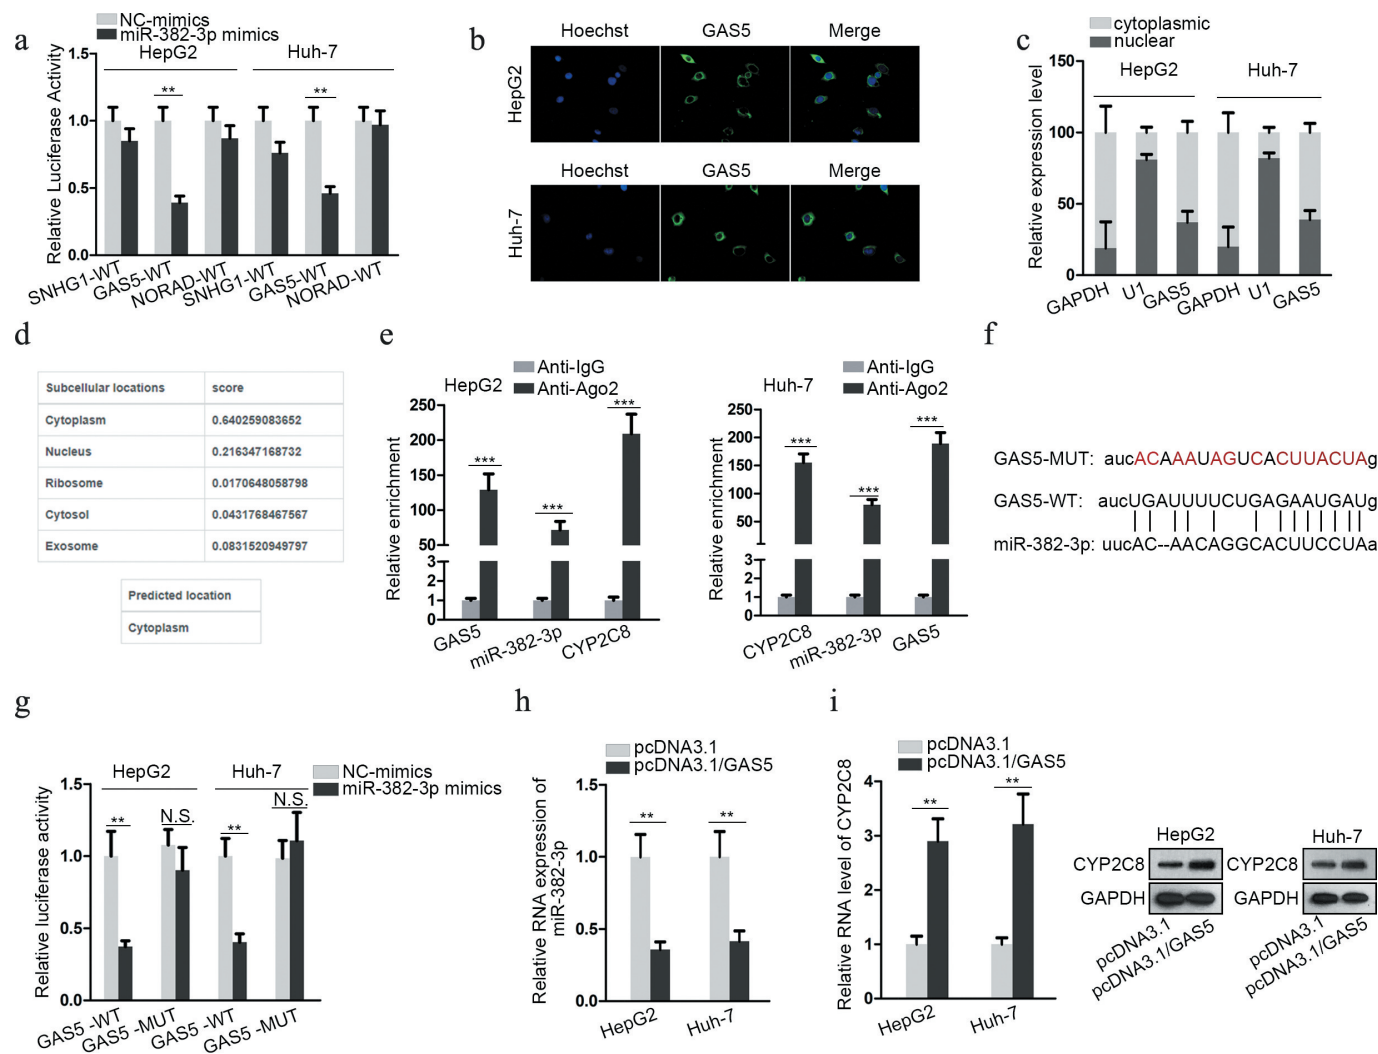 a
NC-mimics
miR-382-3p mimics
HepG2
Huh-7
Relative Luciferase Activity
1.5
1.0
0.5
0.0
**
**
SNHG1-WT
GAS5-WT
NORAD-WT
SNHG1-WT
GAS5-WT
NORAD-WT
b
Hoechst
GAS5
Merge
HepG2
Hoechst
GAS5
Merge
Huh-7
c
cytoplasmic
nuclear
HepG2
Huh-7
Relative expression level
150
100
50
0
GAPDH
U1
GAS5
GAPDH
U1
GAS5
d
Subcellular locations score
Cytoplasm 0.640259083652
Nucleus 0.216347168732
Ribosome 0.0170648058798
Cytosol 0.0431768467567
Exosome 0.0831520949797
Predicted location
Cytoplasm
e
Anti-IgG
Anti-Ago2
HepG2
Relative enrichment
250
200
150
100
50
3
2
1
0
***
***
***
GAS5
miR-382-3p
CYP2C8
Anti-IgG
Anti-Ago2
Huh-7
Relative enrichment
200
150
100
50
3
2
1
0
***
***
***
CYP2C8
miR-382-3p
GAS5
f
GAS5-MUT: aucACAAAUAGUCACUUACUAg
GAS5-WT: aucUGAUUUUCUGAGAAUGAUg
miR-382-3p: uucAC--AACAGGCACUUCCUAa
g
HepG2
Huh-7
NC-mimics
miR-382-3p mimics
Relative luciferase activity
1.5
1.0
0.5
0.0
**
N.S.
**
N.S.
GAS5 -WT
GAS5 -MUT
GAS5 -WT
GAS5 -MUT
h
pcDNA3.1
pcDNA3.1/GAS5
Relative RNA expression of
miR-382-3p
1.5
1.0
0.5
0.0
**
**
HepG2
Huh-7
i
pcDNA3.1
pcDNA3.1/GAS5
Relative RNA level of CYP2C8
4
3
2
1
0
**
**
HepG2
Huh-7
HepG2
CYP2C8
GAPDH
pcDNA3.1
pcDNA3.1/GAS5
Huh-7
CYP2C8
GAPDH
pcDNA3.1
pcDNA3.1/GAS5